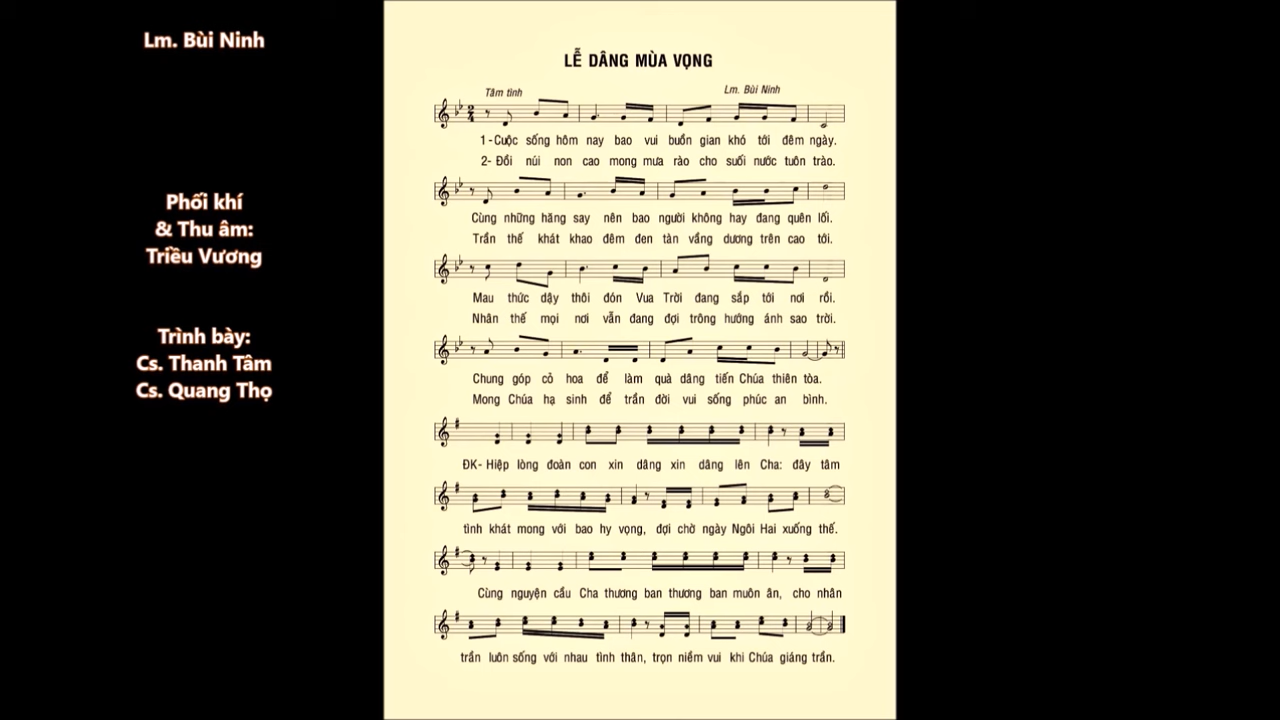 Lm. Bùi Ninh
Phối khí
& Thu âm:
Triều Vương
Trình bày:
Cs. Thanh Tâm
Cs. Quang Thọ
LỄ DÂNG MÙA VỌNG
Tâm tình
Lm. Bùi Ninh
2
4
1-Cuộc sống hôm nay bao vui buồn gian khó tới đêm ngày.
2- Đồi núi non cao mong mưa rào cho suối nước tuôn trào.
Cùng những hăng say nên bao người không hay đang quên lối.
Trần thế khát khao đêm đen tàn vầng dương trên cao tới.
Mau thức dậy thôi đón Vua Trời đang sắp tới nơi rồi.
Nhân thế mọi nơi vẫn đang đợi trông hướng ánh sao trời.
Chung góp cỏ hoa để làm quà dâng tiến Chúa thiên tòa.
Mong Chúa hạ sinh để trần đời vui sống phúc an bình.
ĐK- Hiệp lòng đoàn con xin dâng xin dâng lên Cha: đây tâm
tình khát mong với bao hy vọng, đợi chờ ngày Ngôi Hai xuống thế.
Cùng nguyện cầu Cha thương ban thương ban muôn ân, cho nhân
trần luôn sống với nhau tình thân, trọn niềm vui khi Chúa giáng trần.